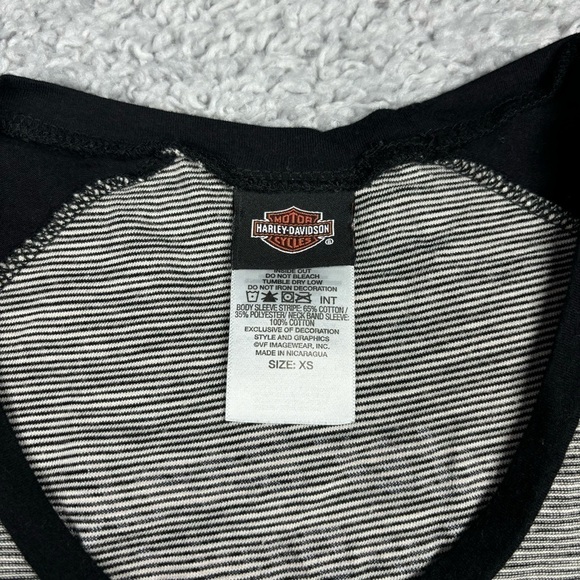 MOTOR
HARLEY-DAVIDSON
CYCLES
®
INSIDE OUT
DO NOT BLEACH
TUMBLE DRY LOW
DO NOT IRON DECORATION
INT
BODY SLEEVE STRIPE: 65% COTTON /
35% POLYESTER/ NECK BAND SLEEVE:
100% COTTON
EXCLUSIVE OF DECORATION
STYLE AND GRAPHICS
©VF IMAGEWEAR, INC.
MADE IN NICARAGUA
SIZE: XS